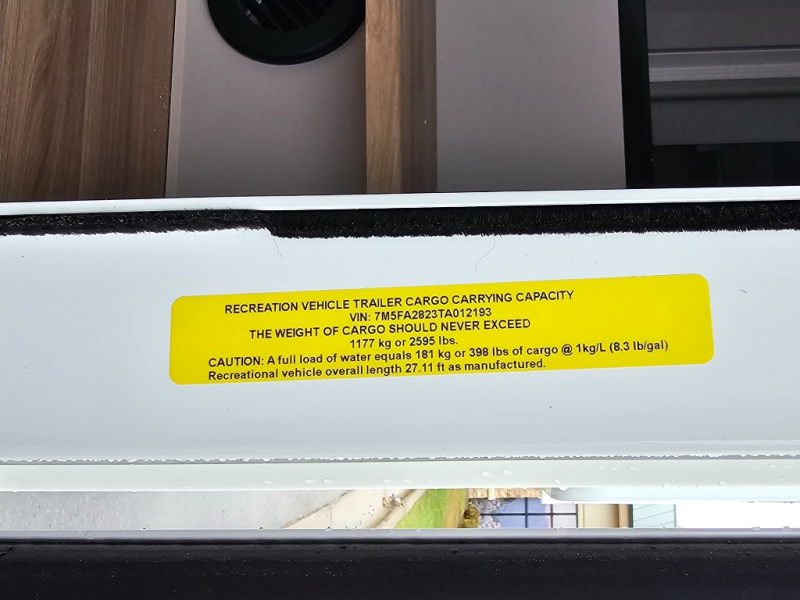 RECREATION VEHICLE TRAILER CARGO CARRYING CAPACITY
VIN: 7M5FA2823TA012193
THE WEIGHT OF CARGO SHOULD NEVER EXCEED
1177 kg or 2595 lbs.
CAUTION: A full load of water equals 181 kg or 398 lbs of cargo @ 1kg/L (8.3 lb/gal)
Recreational vehicle overall length 27.11 ft as manufactured.